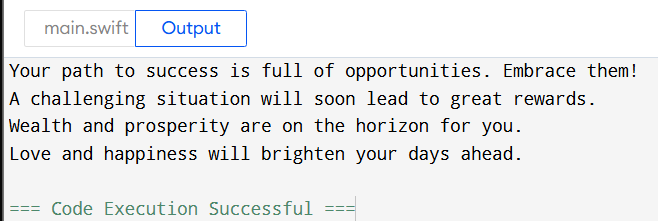 main.swift Output
Your path to success is full of opportunities. Embrace them!
A challenging situation will soon lead to great rewards.
Wealth and prosperity are on the horizon for you.
Love and happiness will brighten your days ahead.
=== Code Execution Successful ===